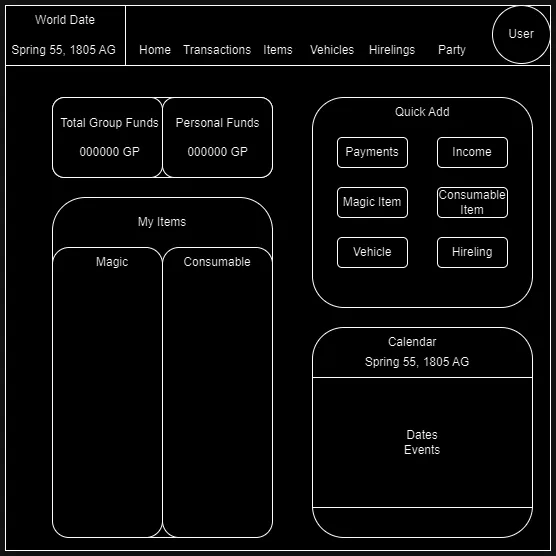 World Date
Spring 55, 1805 AG
Home Transactions Items Vehicles Hirelings Party
User
Total Group Funds
000000 GP
Personal Funds
000000 GP
Quick Add
Payments
Income
Magic Item
Consumable
Item
Vehicle
Hireling
My Items
Magic
Consumable
Calendar
Spring 55, 1805 AG
Dates
Events